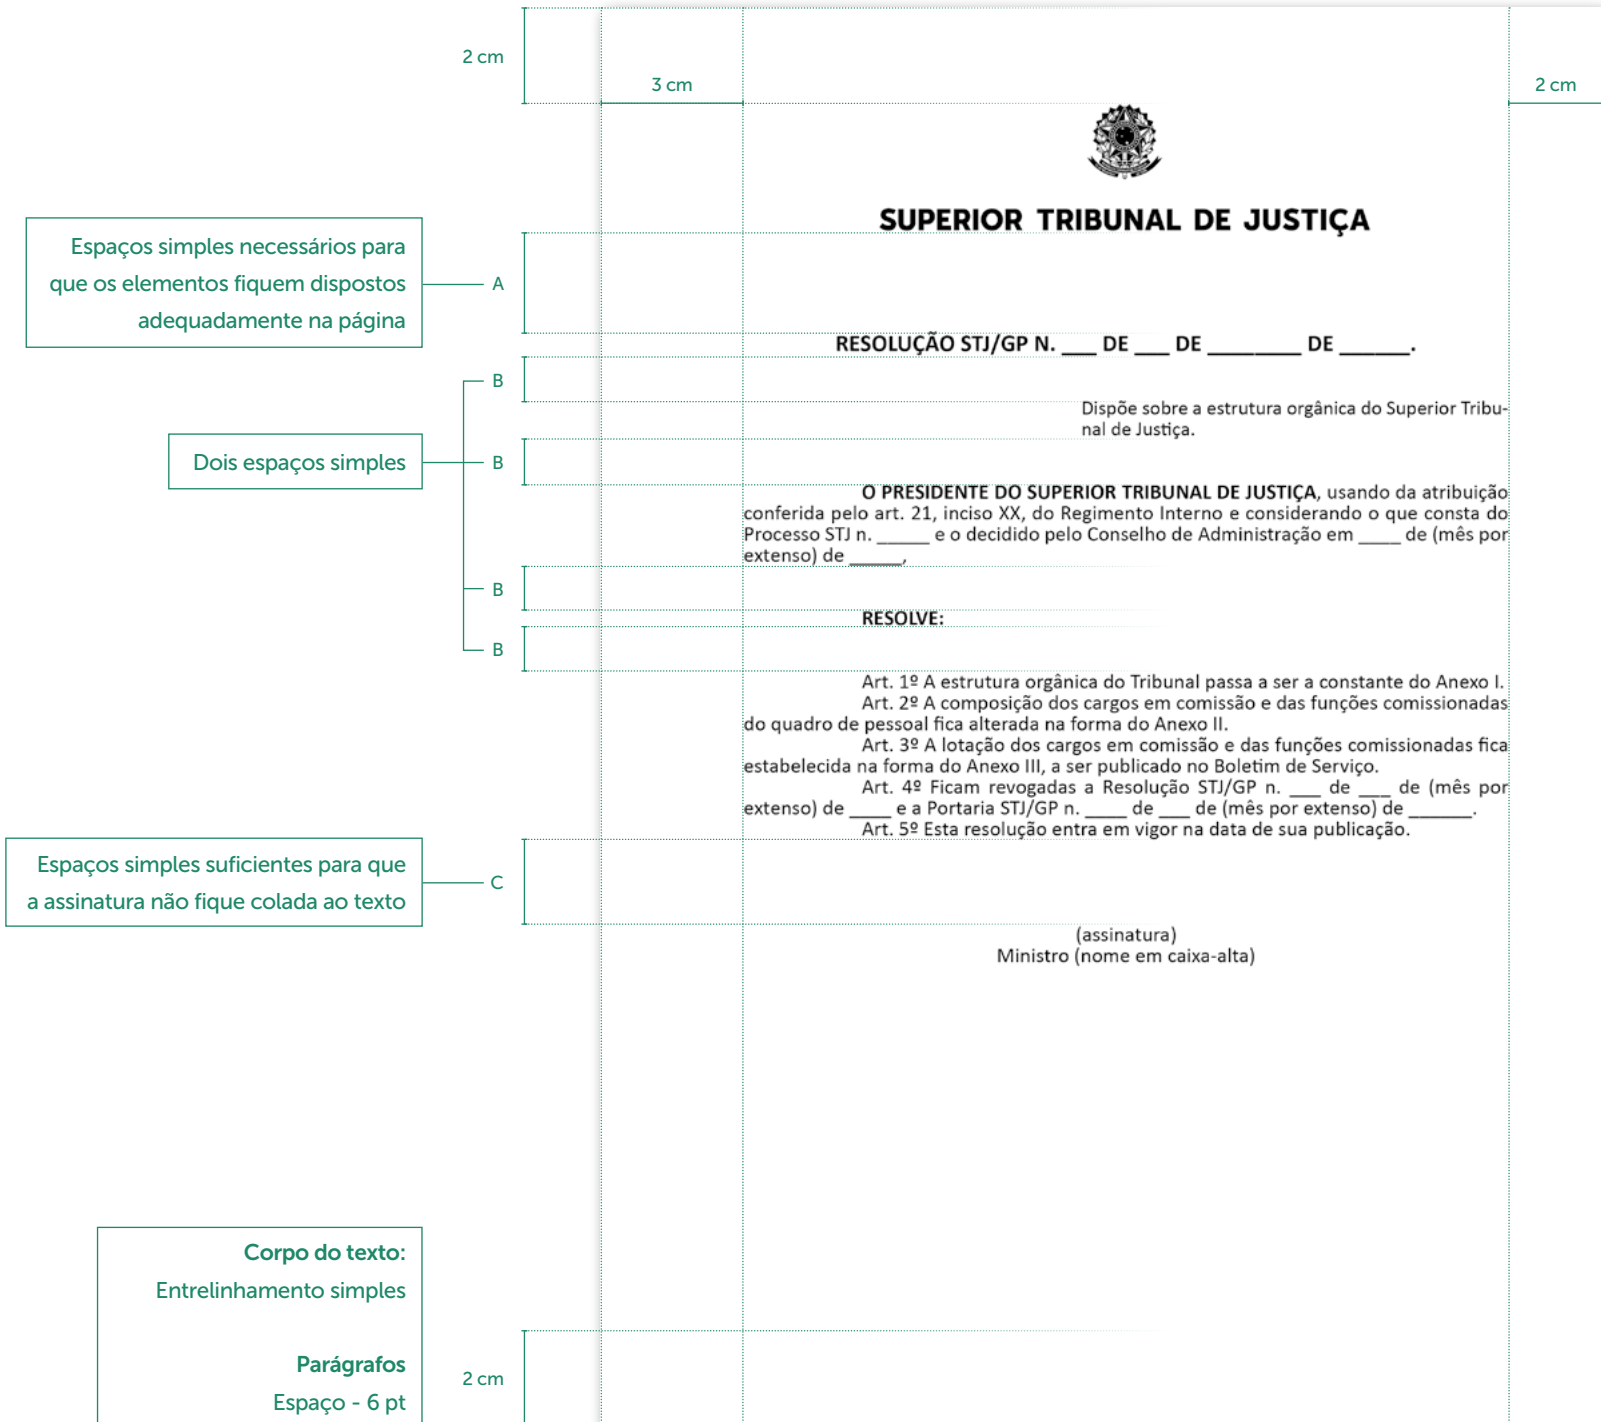 2 cm
3 cm
2 cm
SUPERIOR TRIBUNAL DE JUSTIÇA
Espaços simples necessários para
que os elementos fiquem dispostos
adequadamente na página
A
RESOLUÇÃO STJ/GP N. ___ DE ___ DE ________ DE ______.
B
Dispõe sobre a estrutura orgânica do Superior Tribu-
nal de Justiça.
Dois espaços simples
B
O PRESIDENTE DO SUPERIOR TRIBUNAL DE JUSTIÇA, usando da atribuição
conferida pelo art. 21, inciso XX, do Regimento Interno e considerando o que consta do
Processo STJ n. _____ e o decidido pelo Conselho de Administração em ____ de (mês por
extenso) de _____,
B
RESOLVE:
B
Art. 1º A estrutura orgânica do Tribunal passa a ser a constante do Anexo I.
Art. 2º A composição dos cargos em comissão e das funções comissionadas
do quadro de pessoal fica alterada na forma do Anexo II.
Art. 3º A lotação dos cargos em comissão e das funções comissionadas fica
estabelecida na forma do Anexo III, a ser publicado no Boletim de Serviço.
Art. 4º Ficam revogadas a Resolução STJ/GP n. ___ de ___ de (mês por
extenso) de ____ e a Portaria STJ/GP n. ____ de ___ de (mês por extenso) de ______.
Art. 5º Esta resolução entra em vigor na data de sua publicação.
Espaços simples suficientes para que
a assinatura não fique colada ao texto
C
(assinatura)
Ministro (nome em caixa-alta)
Corpo do texto:
Entrelinhamento simples
Parágrafos
Espaço - 6 pt
2 cm